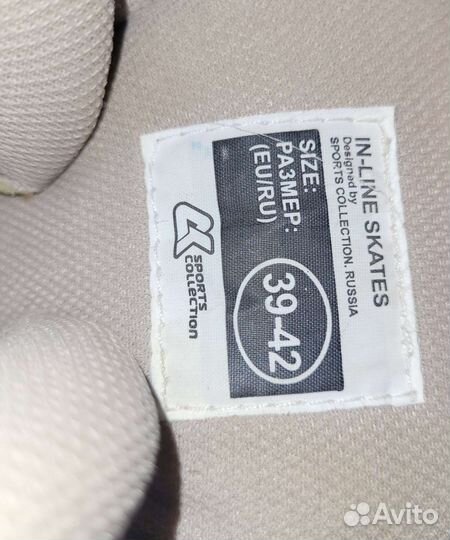 IN-LINE SKATES
Designed by
SPORTS COLLECTION. RUSSIA
SIZE:
РАЗМЕР:
(EU/RU)
39-42
SPORTS
COLLECTION
Avito